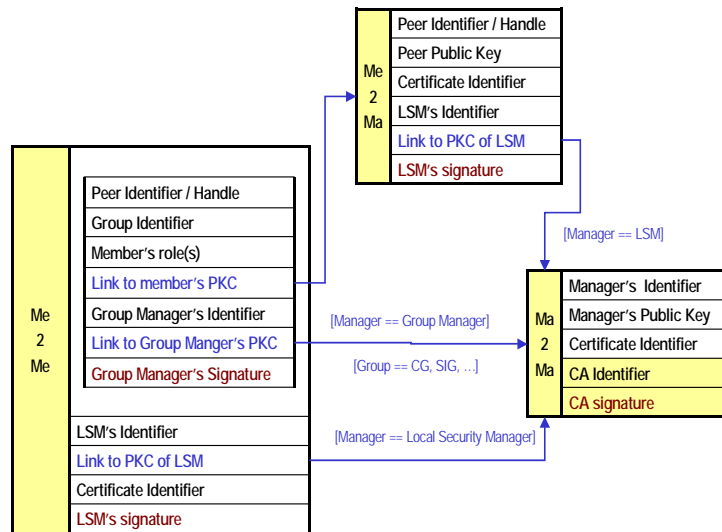 Peer Identifier / Handle
Peer Public Key
Me
2
Ma
Certificate Identifier
LSM's Identifier
Link to PKC of LSM
LSM's signature
[Manager == LSM]
Me
2
Me
Peer Identifier / Handle
Group Identifier
Member's role(s)
Link to member's PKC
Group Manager's Identifier
Link to Group Manger's PKC
Group Manager's Signature
LSM's Identifier
Link to PKC of LSM
Certificate Identifier
LSM's signature
[Manager == Group Manager]
[Group == CG, SIG, ...]
[Manager == Local Security Manager]
Ma
2
Ma
Manager's Identifier
Manager's Public Key
Certificate Identifier
CA Identifier
CA signature